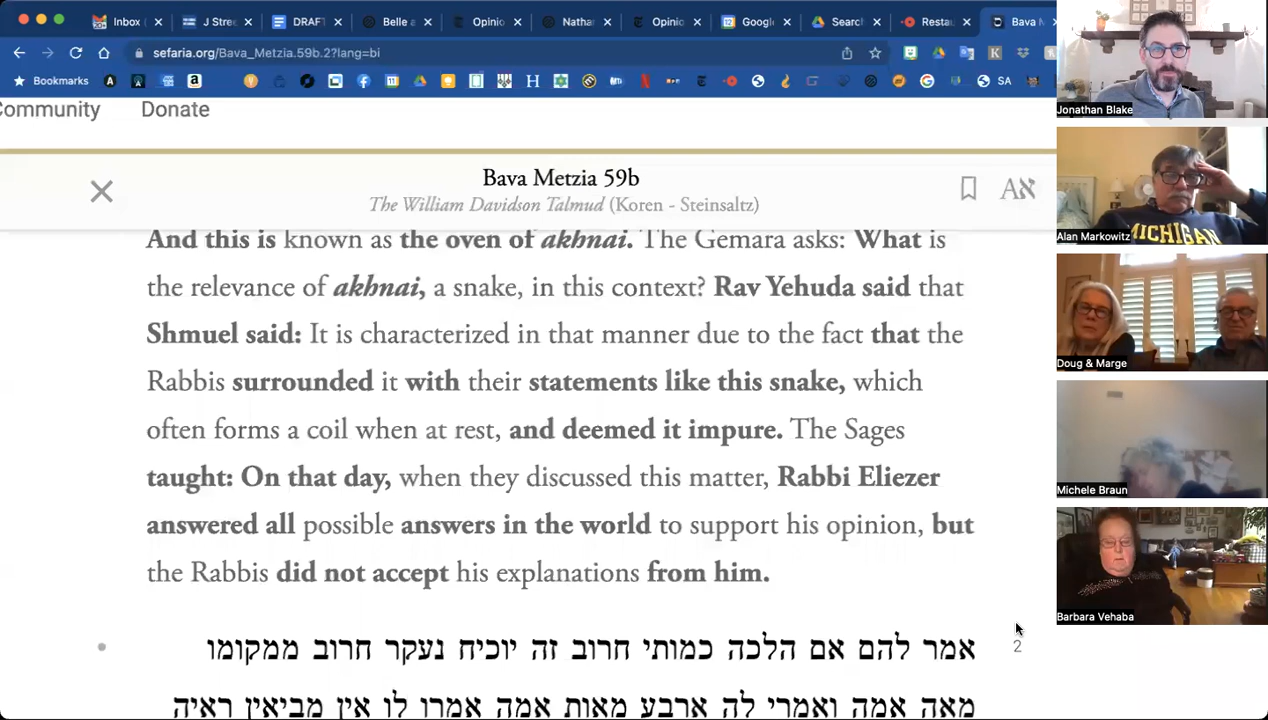 Inbox (
J Stree
DRAFT
Belle a
Opinio
Nathan
Opinio
Google
Search
Restau
Bava M
sefaria.org/Bava_Metzia.59b.2?lang=bi
Bookmarks
SA
Community
Donate
Bava Metzia 59b
The William Davidson Talmud (Koren - Steinsaltz)
And this is known as the oven of akhnai. The Gemara asks: What is
the relevance of akhnai, a snake, in this context? Rav Yehuda said that
Shmuel said: It is characterized in that manner due to the fact that the
Rabbis surrounded it with their statements like this snake, which
often forms a coil when at rest, and deemed it impure. The Sages
taught: On that day, when they discussed this matter, Rabbi Eliezer
answered all possible answers in the world to support his opinion, but
the Rabbis did not accept his explanations from him.
2
אמר להם אם הלכה כמותי חרוב זה יוכיח נעקר חרוב ממקומו
מאה אמה ואמרי לה ארבע מאות אמה אמרו לו אין מביאין ראיה
Jonathan Blake
MICHIGAN
Alan Markowitz
Doug & Marge
Michele Braun
Barbara Vehaba